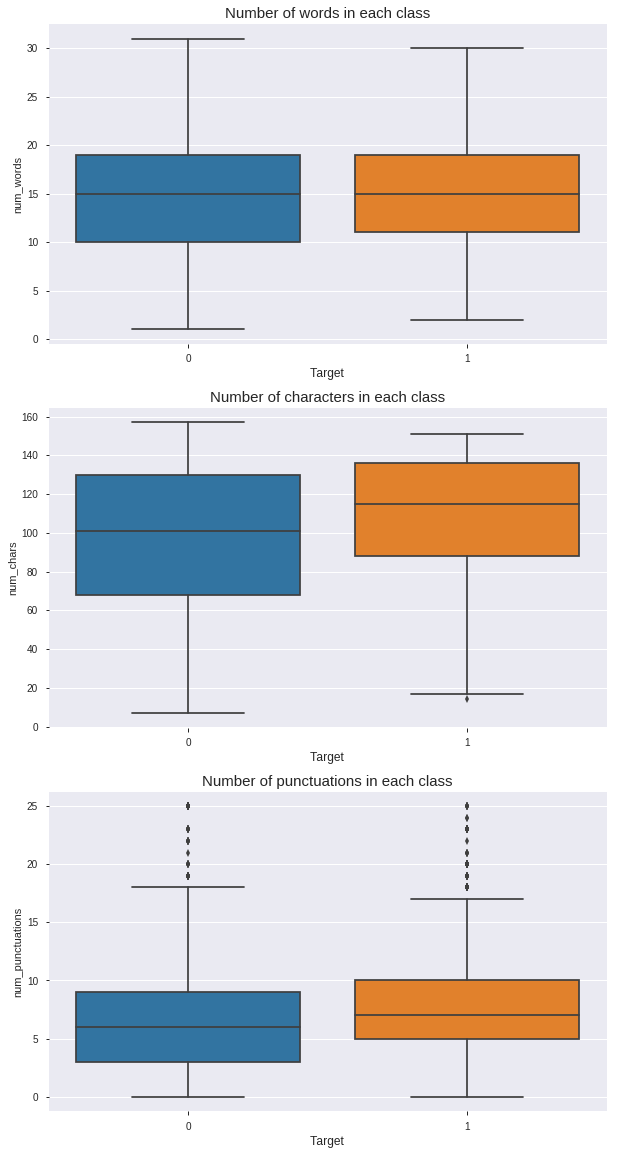 Number of words in each class
30
25
20
15
10
5
0
num_words
0 1
Target
Number of characters in each class
160
140
120
100
80
60
40
20
0
num_chars
0 1
Target
Number of punctuations in each class
25
20
15
10
5
0
num_punctuations
0 1
Target